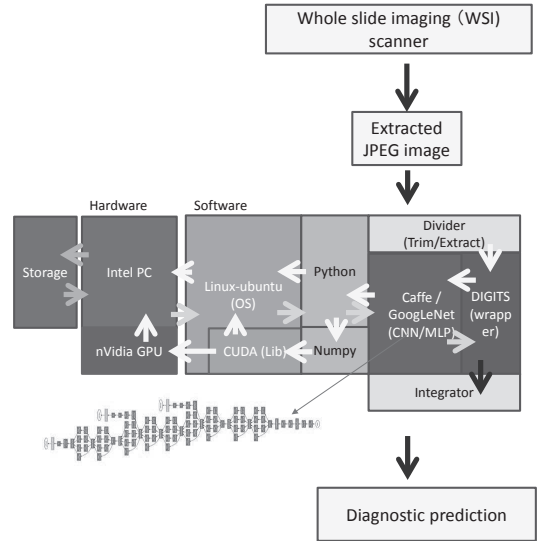 Whole slide imaging (WSI)
scanner
Extracted
JPEG image
Hardware
Software
Divider
(Trim/Extract)
Storage
Intel PC
Linux-ubuntu
(OS)
Python
Caffe /
GoogLeNet
(CNN/MLP)
DIGITS
(wrapp
er)
nVidia GPU
CUDA (Lib)
Numpy
Integrator
Diagnostic prediction